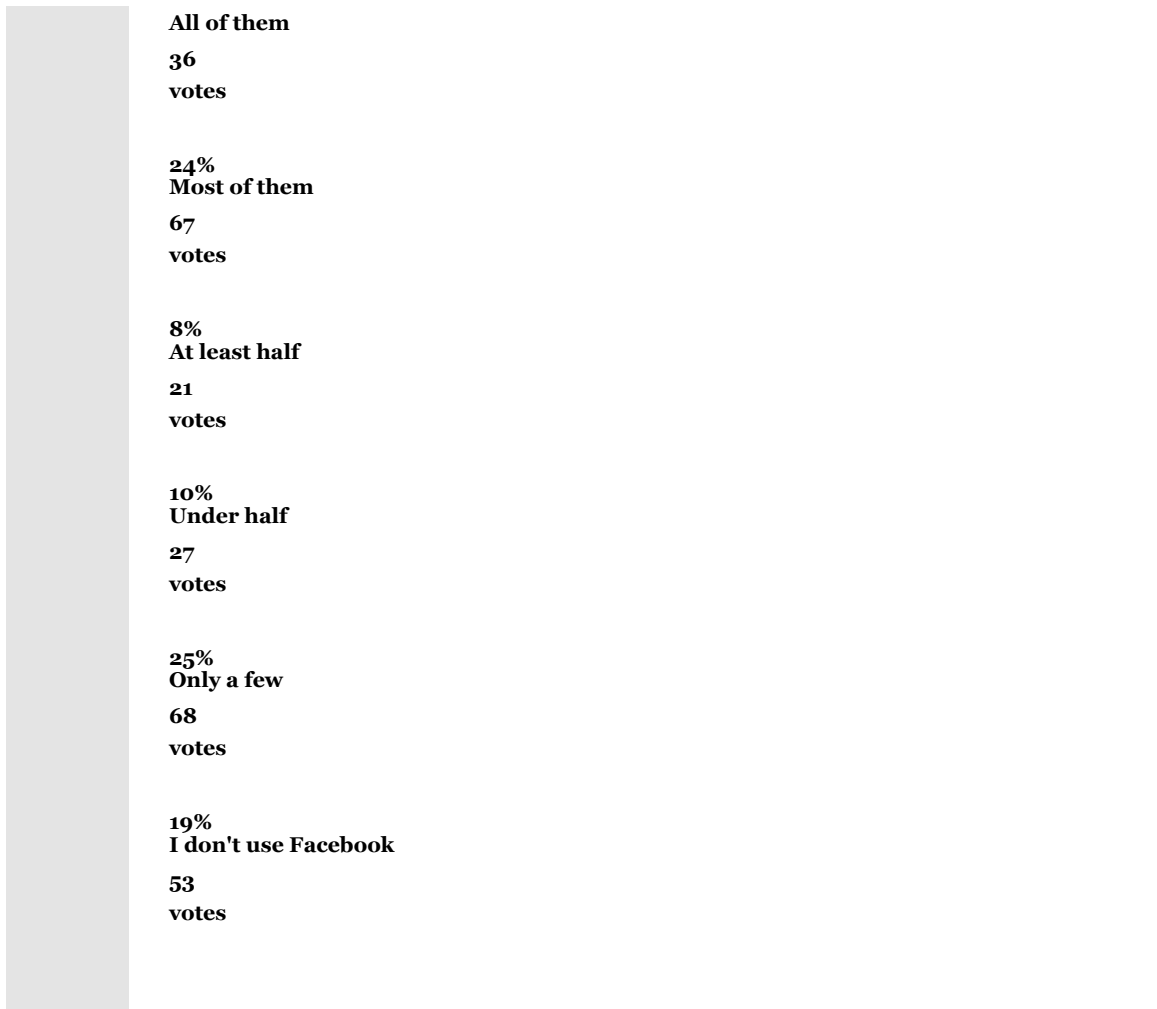 All of them
36
votes
24%
Most of them
67
votes
8%
At least half
21
votes
10%
Under half
27
votes
25%
Only a few
68
votes
19%
I don't use Facebook
53
votes